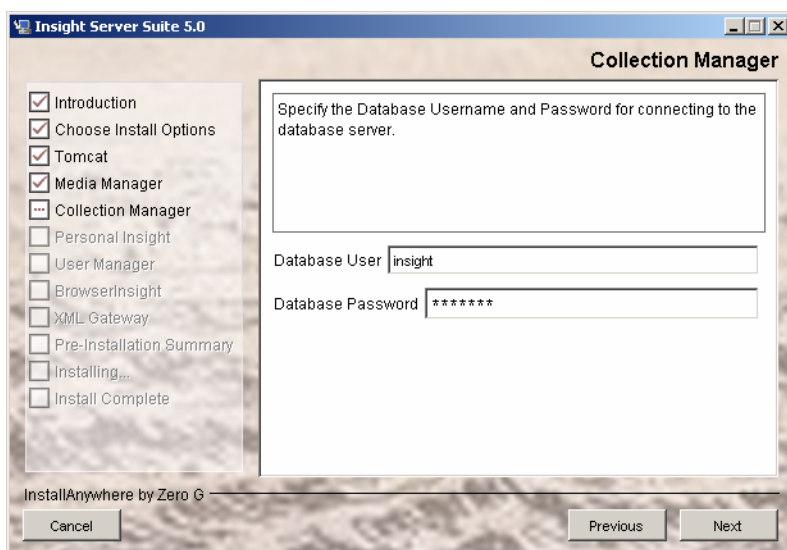 Insight Server Suite 5.0
Collection Manager
Introduction
Choose Install Options
Tomcat
Media Manager
Collection Manager
Personal Insight
User Manager
BrowserInsight
XML Gateway
Pre-Installation Summary
Installing...
Install Complete
Specify the Database Username and Password for connecting to the
database server.
Database User insight
Database Password *******
InstallAnywhere by Zero G
Cancel Previous Next